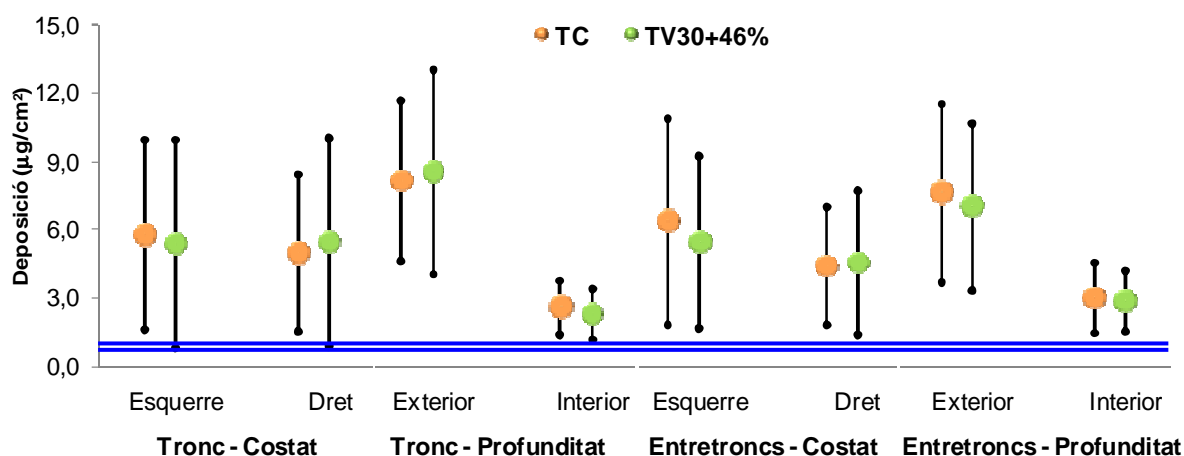 15,0
TC TV30+46%
12,0
9,0
6,0
3,0
0,0
Deposició (µg/cm²)
Esquerre Dret Exterior Interior Esquerre Dret Exterior Interior
Tronc - Costat Tronc - Profunditat Entretroncs - Costat Entretroncs - Profunditat